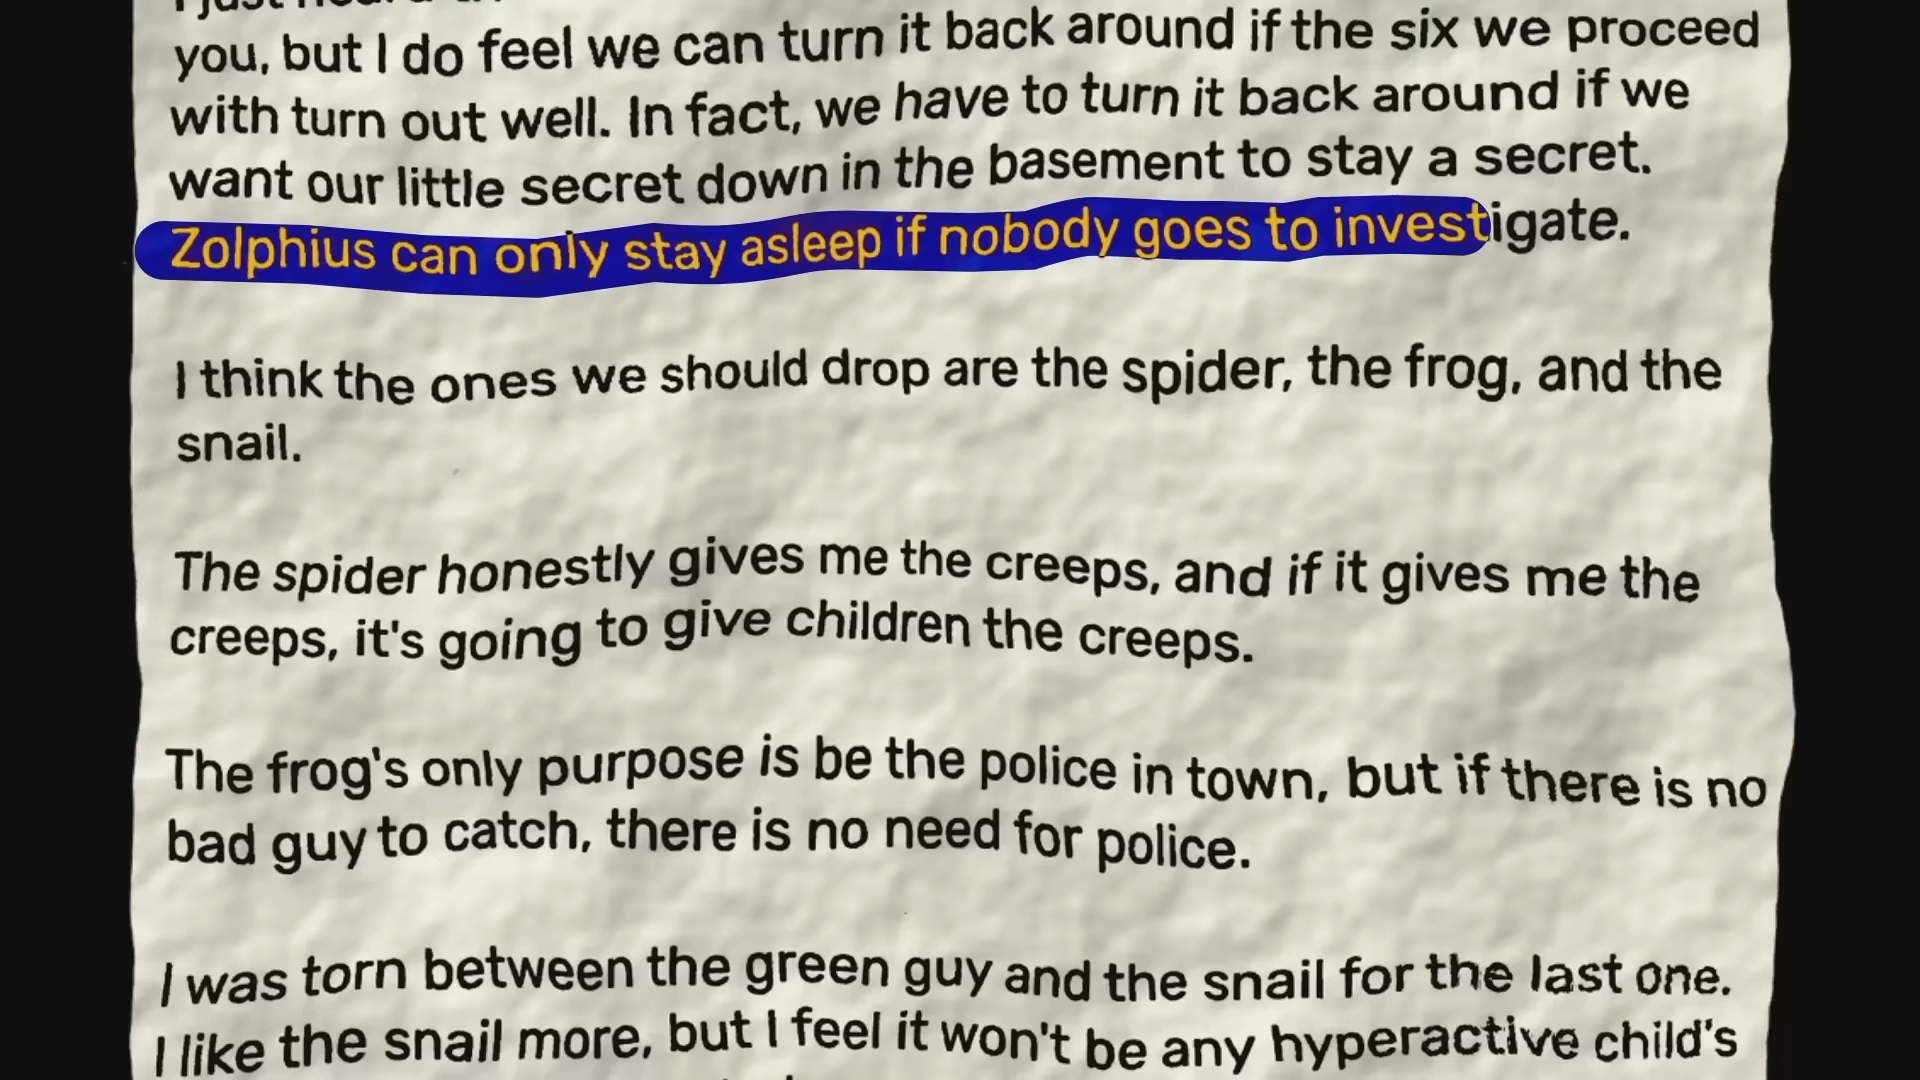 I just heard
you, but I do feel we can turn it back around if the six we proceed
with turn out well. In fact, we have to turn it back around if we
want our little secret down in the basement to stay a secret.
Zolphius can only stay asleep if nobody goes to investigate.
I think the ones we should drop are the spider, the frog, and the
snail.
The spider honestly gives me the creeps, and if it gives me the
creeps, it's going to give children the creeps.
The frog's only purpose is be the police in town, but if there is no
bad guy to catch, there is no need for police.
I was torn between the green guy and the snail for the last one.
I like the snail more, but I feel it won't be any hyperactive child's